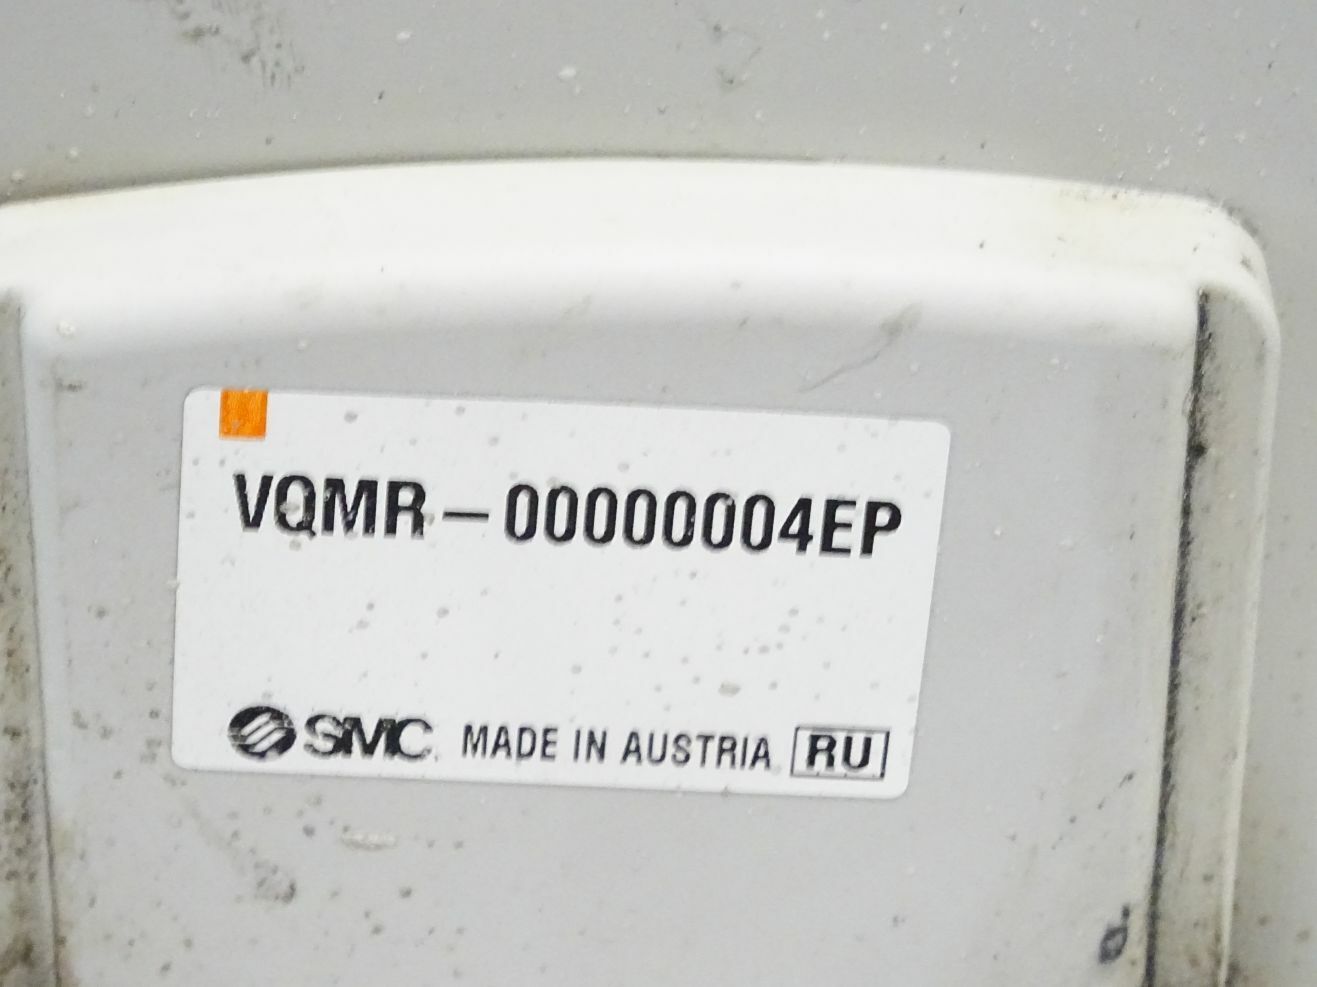 VQMR-00000004EP
SMC. MADE IN AUSTRIA RU